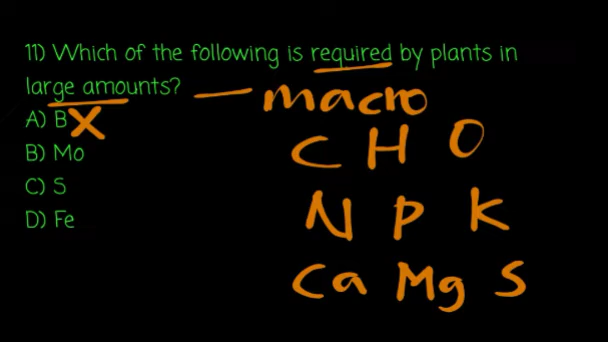 11) Which of the following is required by plants in
large amounts? — macro
A) B X
B) Mo
C) S
D) Fe
C H O
N P K
Ca Mg S